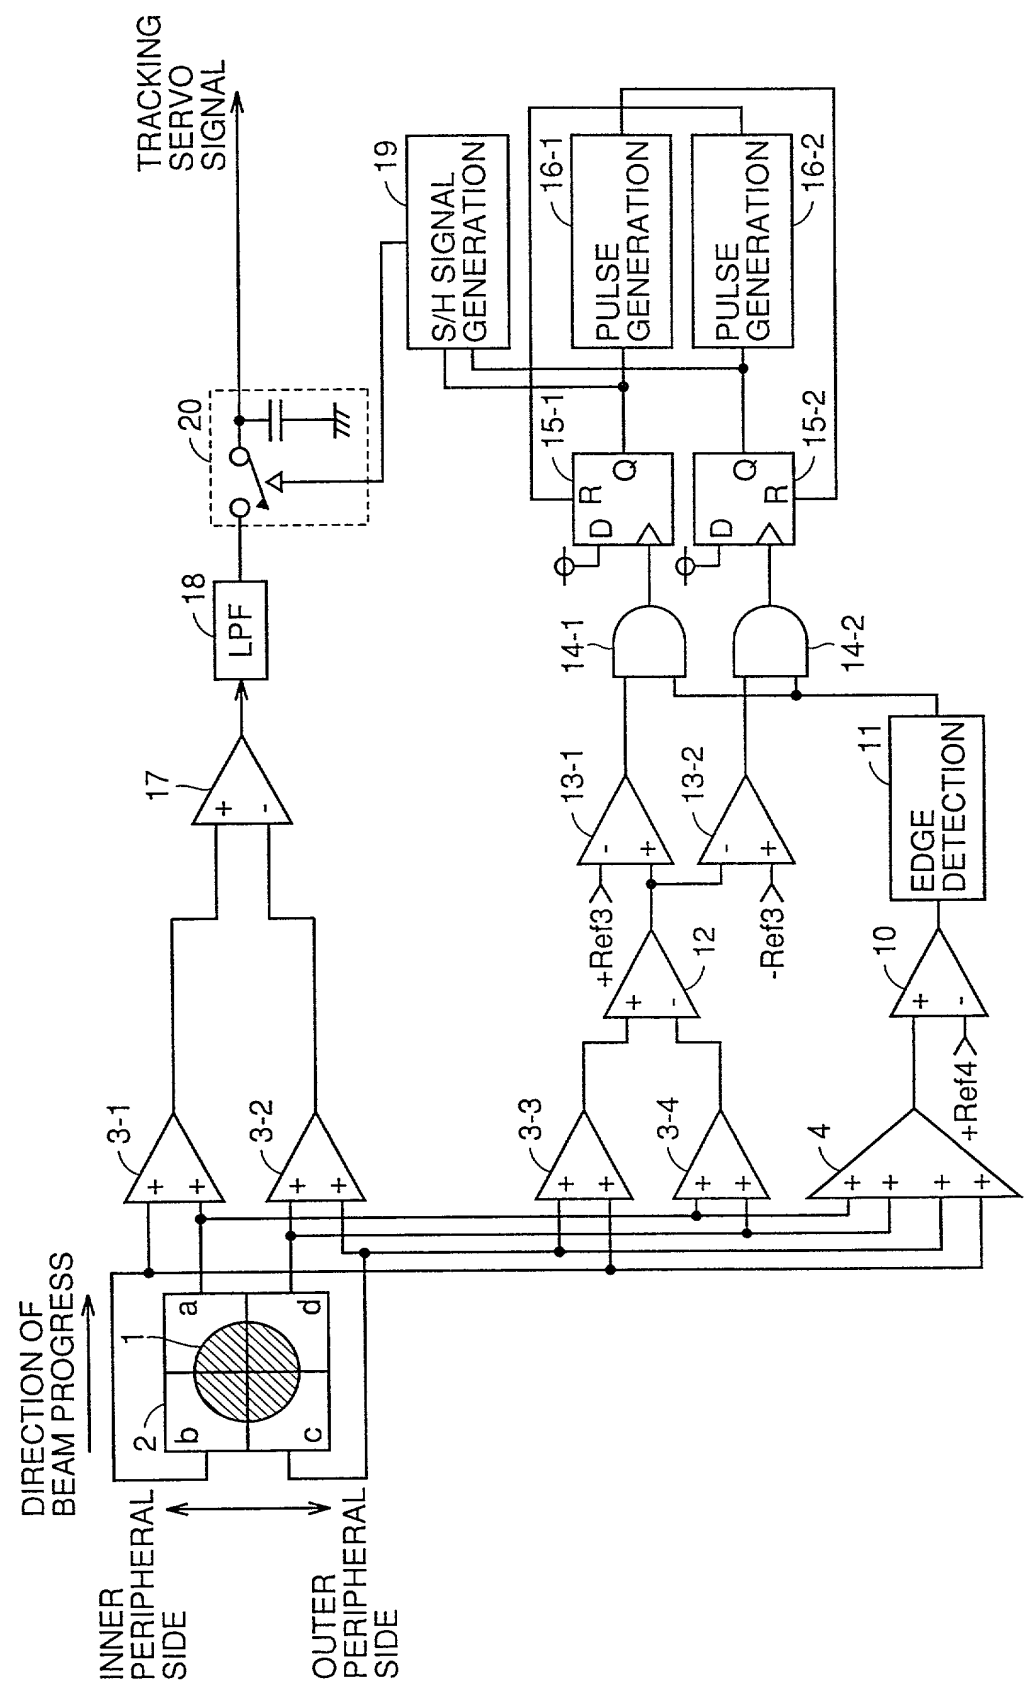 DIRECTION OF
BEAM PROGRESS
INNER
PERIPHERAL
SIDE
OUTER
PERIPHERAL
SIDE
2
1
b
a
c
d
3-1
+
+
3-2
+
+
17
+
-
18
LPF
20
TRACKING
SERVO
SIGNAL
19
S/H SIGNAL
GENERATION
3-3
+
+
3-4
+
+
12
+
-
+Ref3
13-1
-
+
13-2
-
+
-Ref3
14-1
14-2
15-1
D
R
Q
15-2
D
R
Q
16-1
PULSE
GENERATION
16-2
PULSE
GENERATION
4
+
+
+
+
10
+
-
+Ref4
11
EDGE
DETECTION